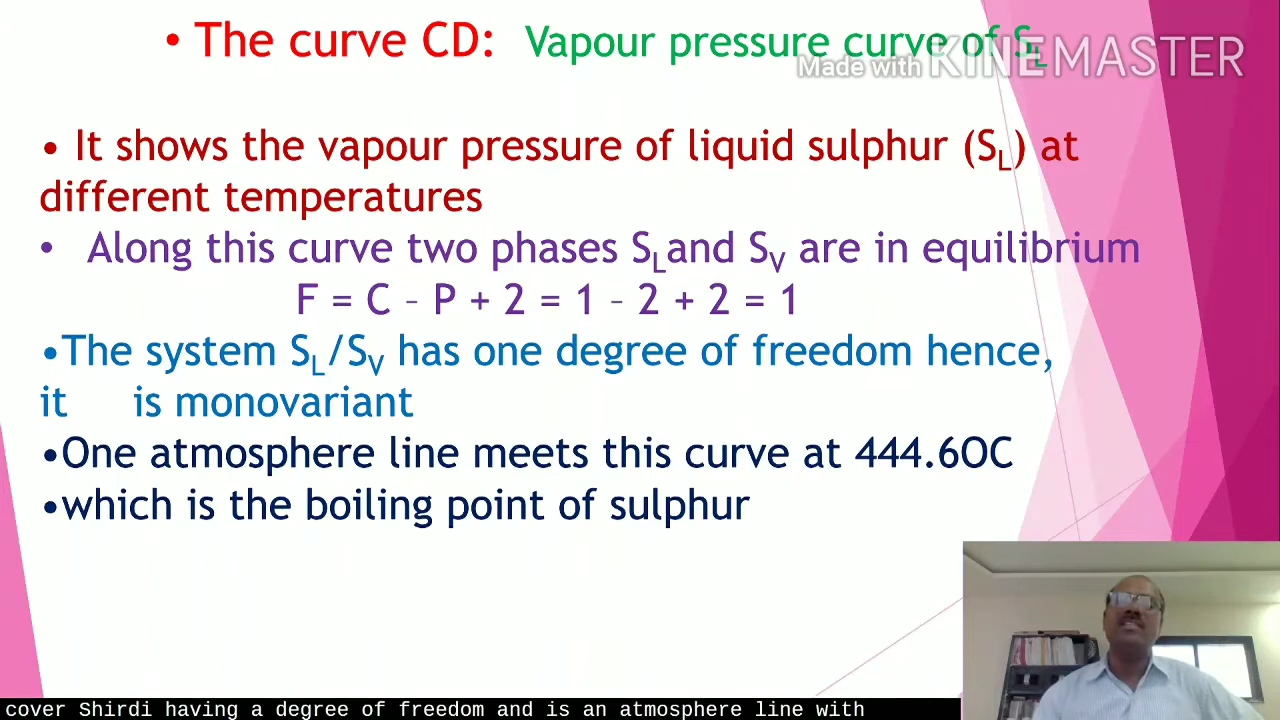 • The curve CD: Vapour pressure curve of SL
Made with KINEMASTER
• It shows the vapour pressure of liquid sulphur (SL) at
different temperatures
• Along this curve two phases SLand SV are in equilibrium
F = C – P + 2 = 1 – 2 + 2 = 1
•The system SL/SV has one degree of freedom hence,
it is monovariant
•One atmosphere line meets this curve at 444.6OC
•which is the boiling point of sulphur
cover Shirdi having a degree of freedom and is an atmosphere line with